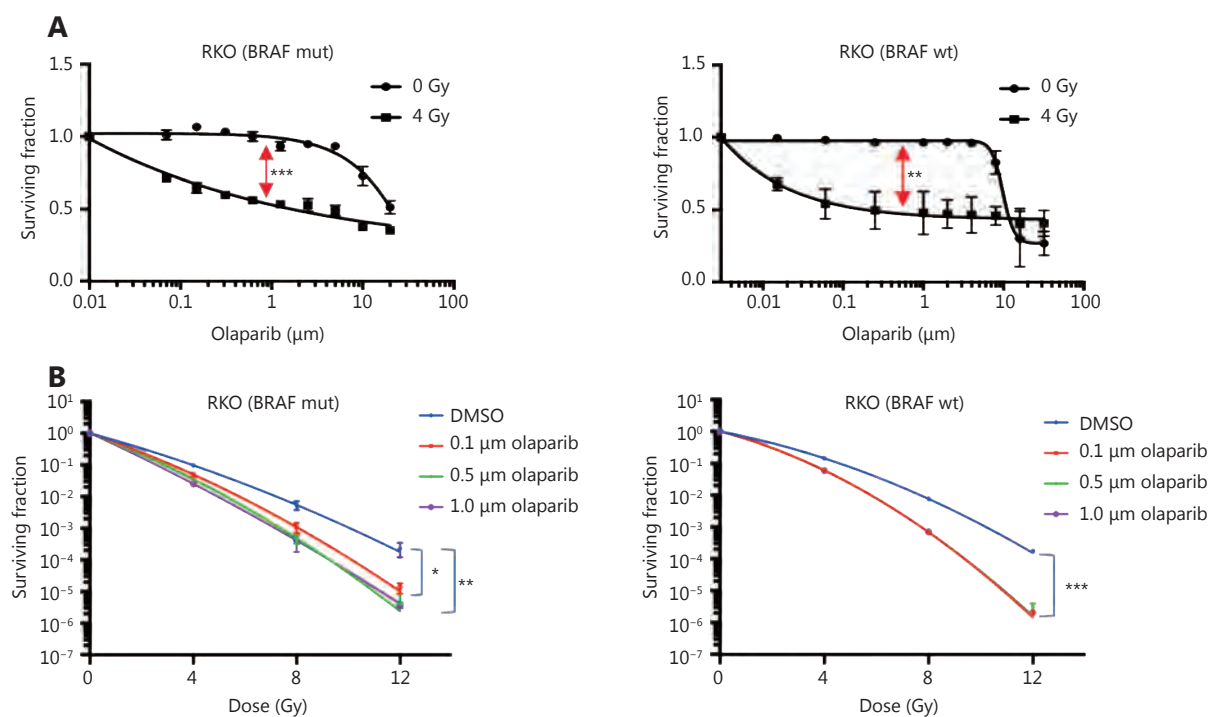 A
RKO (BRAF mut)
1.5
1.0
0.5
0.0
Surviving fraction
0 Gy
4 Gy
***
0.01
0.1
1
10
100
Olaparib (μm)
RKO (BRAF wt)
1.5
1.0
0.5
0.0
Surviving fraction
0 Gy
4 Gy
**
0.01
0.1
1
10
100
Olaparib (μm)
B
RKO (BRAF mut)
10¹
10⁰
10⁻¹
10⁻²
10⁻³
10⁻⁴
10⁻⁵
10⁻⁶
10⁻⁷
Surviving fraction
DMSO
0.1 μm olaparib
0.5 μm olaparib
1.0 μm olaparib
*
**
0
4
8
12
Dose (Gy)
RKO (BRAF wt)
10¹
10⁰
10⁻¹
10⁻²
10⁻³
10⁻⁴
10⁻⁵
10⁻⁶
10⁻⁷
Surviving fraction
DMSO
0.1 μm olaparib
0.5 μm olaparib
1.0 μm olaparib
***
0
4
8
12
Dose (Gy)